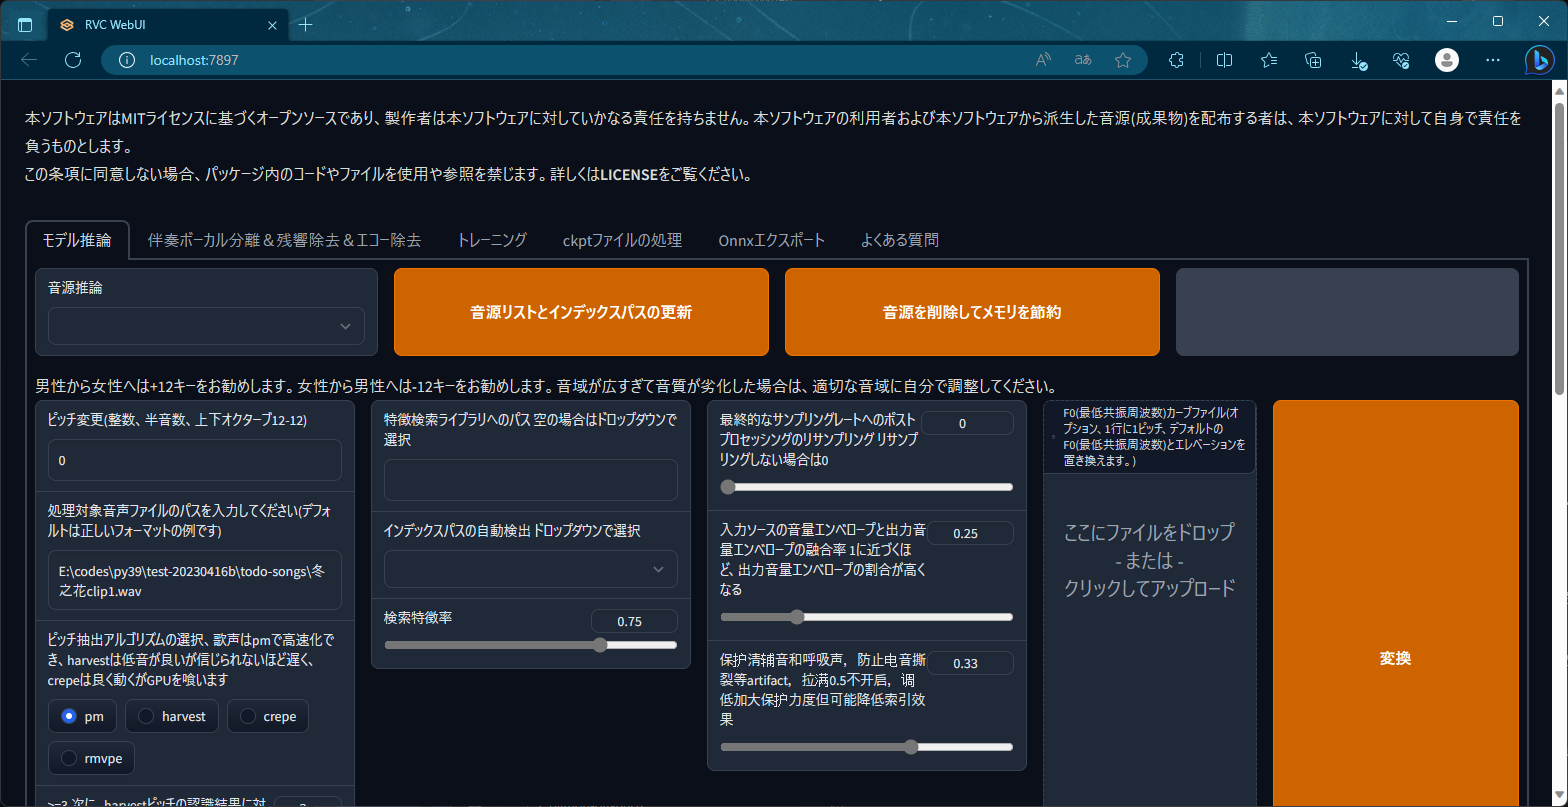 RVC WebUI
localhost:7897
本ソフトウェアはMITライセンスに基づくオープンソースであり、製作者は本ソフトウェアに対していかなる責任を持ちません。本ソフトウェアの利用者および本ソフトウェアから派生した音源(成果物)を配布する者は、本ソフトウェアに対して自身で責任を
負うものとします。
この条項に同意しない場合、パッケージ内のコードやファイルを使用や参照を禁じます。詳しくはLICENSEをご覧ください。
モデル推論
伴奏ボーカル分離＆残響除去＆エコー除去
トレーニング
ckptファイルの処理
Onnxエクスポート
よくある質問
音源推論
音源リストとインデックスパスの更新
音源を削除してメモリを節約
男性から女性へは+12キーをお勧めします。女性から男性へは-12キーをお勧めします。音域が広すぎて音質が劣化した場合は、適切な音域に自分で調整してください。
ピッチ変更(整数、半音数、上下オクターブ12-12)
0
処理対象音声ファイルのパスを入力してください(デフォ
ルトは正しいフォーマットの例です)
E:\codes\py39\test-20230416b\todo-songs\冬
之花clip1.wav
ピッチ抽出アルゴリズムの選択、歌声はpmで高速化で
き、harvestは低音が良いが信じられないほど遅く、
crepeは良く動くがGPUを喰います
pm
harvest
crepe
rmvpe
>=3 次に、harvestピッチの認識結果に対
特徴検索ライブラリへのパス 空の場合はドロップダウンで
選択
インデックスパスの自動検出 ドロップダウンで選択
検索特徴率
0.75
最終的なサンプリングレートへのポスト
プロセッシングのリサンプリング リサンプ
リングしない場合は0
0
入力ソースの音量エンベロープと出力音
量エンベロープの融合率 1に近づくほ
ど、出力音量エンベロープの割合が高く
なる
0.25
保护清辅音和呼吸声，防止电音撕
裂等artifact，拉满0.5不开启，调
低加大保护力度但可能降低索引效
果
0.33
F0(最低共振周波数)カーブファイル(オ
プション、1行に1ピッチ、デフォルトの
F0(最低共振周波数)とエレベーションを
置き換えます。)
ここにファイルをドロップ
- または -
クリックしてアップロード
変換